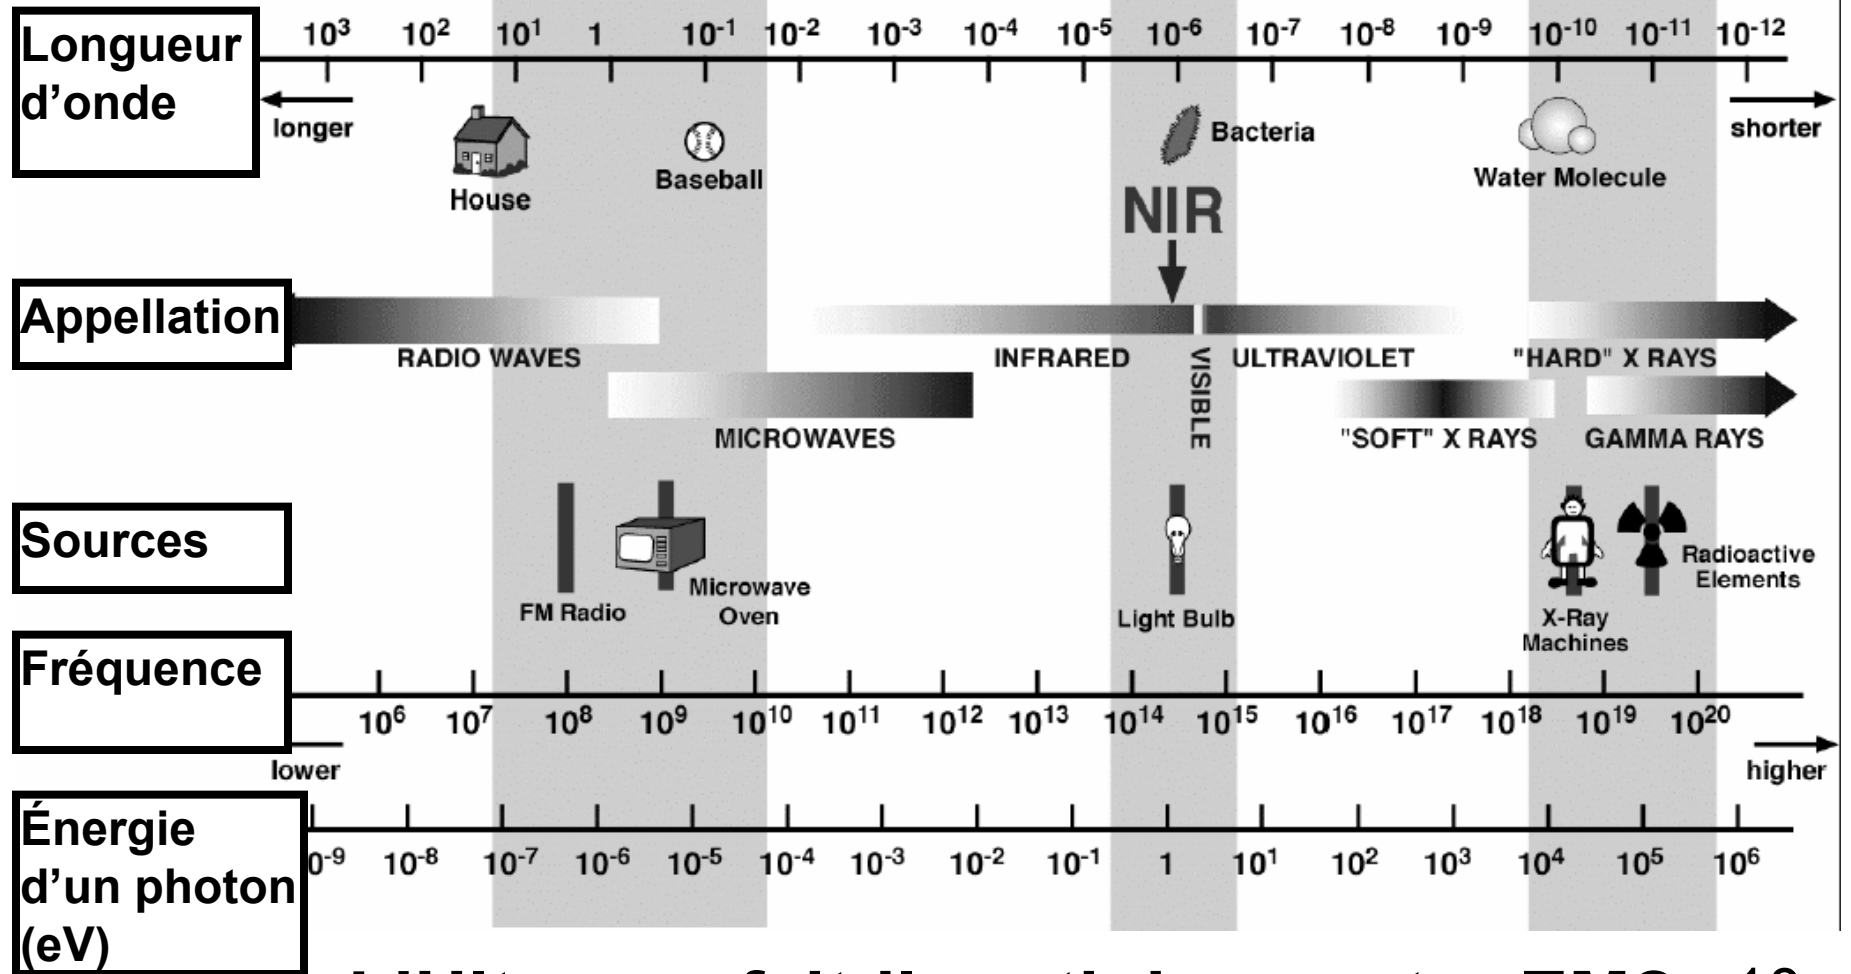 Longueur
d'onde
10³ 10² 10¹ 1 10⁻¹ 10⁻² 10⁻³ 10⁻⁴ 10⁻⁵ 10⁻⁶ 10⁻⁷ 10⁻⁸ 10⁻⁹ 10⁻¹⁰ 10⁻¹¹ 10⁻¹²
longer
shorter
House
Baseball
Bacteria
Water Molecule
NIR
Appellation
RADIO WAVES
INFRARED
VISIBLE
ULTRAVIOLET
"HARD" X RAYS
MICROWAVES
"SOFT" X RAYS
GAMMA RAYS
Sources
FM Radio
Microwave
Oven
Light Bulb
X-Ray
Machines
Radioactive
Elements
Fréquence
10⁶ 10⁷ 10⁸ 10⁹ 10¹⁰ 10¹¹ 10¹² 10¹³ 10¹⁴ 10¹⁵ 10¹⁶ 10¹⁷ 10¹⁸ 10¹⁹ 10²⁰
lower
higher
Énergie
d'un photon
(eV)
0⁻⁹ 10⁻⁸ 10⁻⁷ 10⁻⁶ 10⁻⁵ 10⁻⁴ 10⁻³ 10⁻² 10⁻¹ 1 10¹ 10² 10³ 10⁴ 10⁵ 10⁶